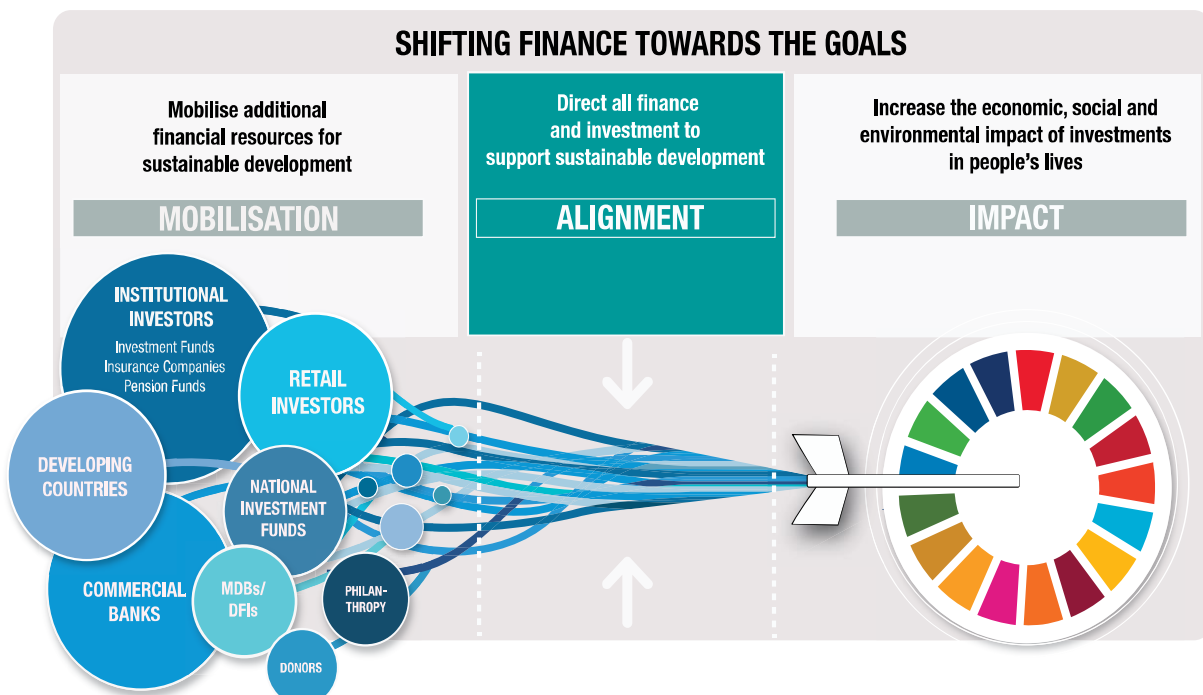 SHIFTING FINANCE TOWARDS THE GOALS
Mobilise additional
financial resources for
sustainable development
MOBILISATION
Direct all finance
and investment to
support sustainable development
ALIGNMENT
Increase the economic, social and
environmental impact of investments
in people's lives
IMPACT
INSTITUTIONAL
INVESTORS
Investment Funds
Insurance Companies
Pension Funds
RETAIL
INVESTORS
DEVELOPING
COUNTRIES
NATIONAL
INVESTMENT
FUNDS
COMMERCIAL
BANKS
MDBs/
DFIs
PHILAN-
THROPY
DONORS